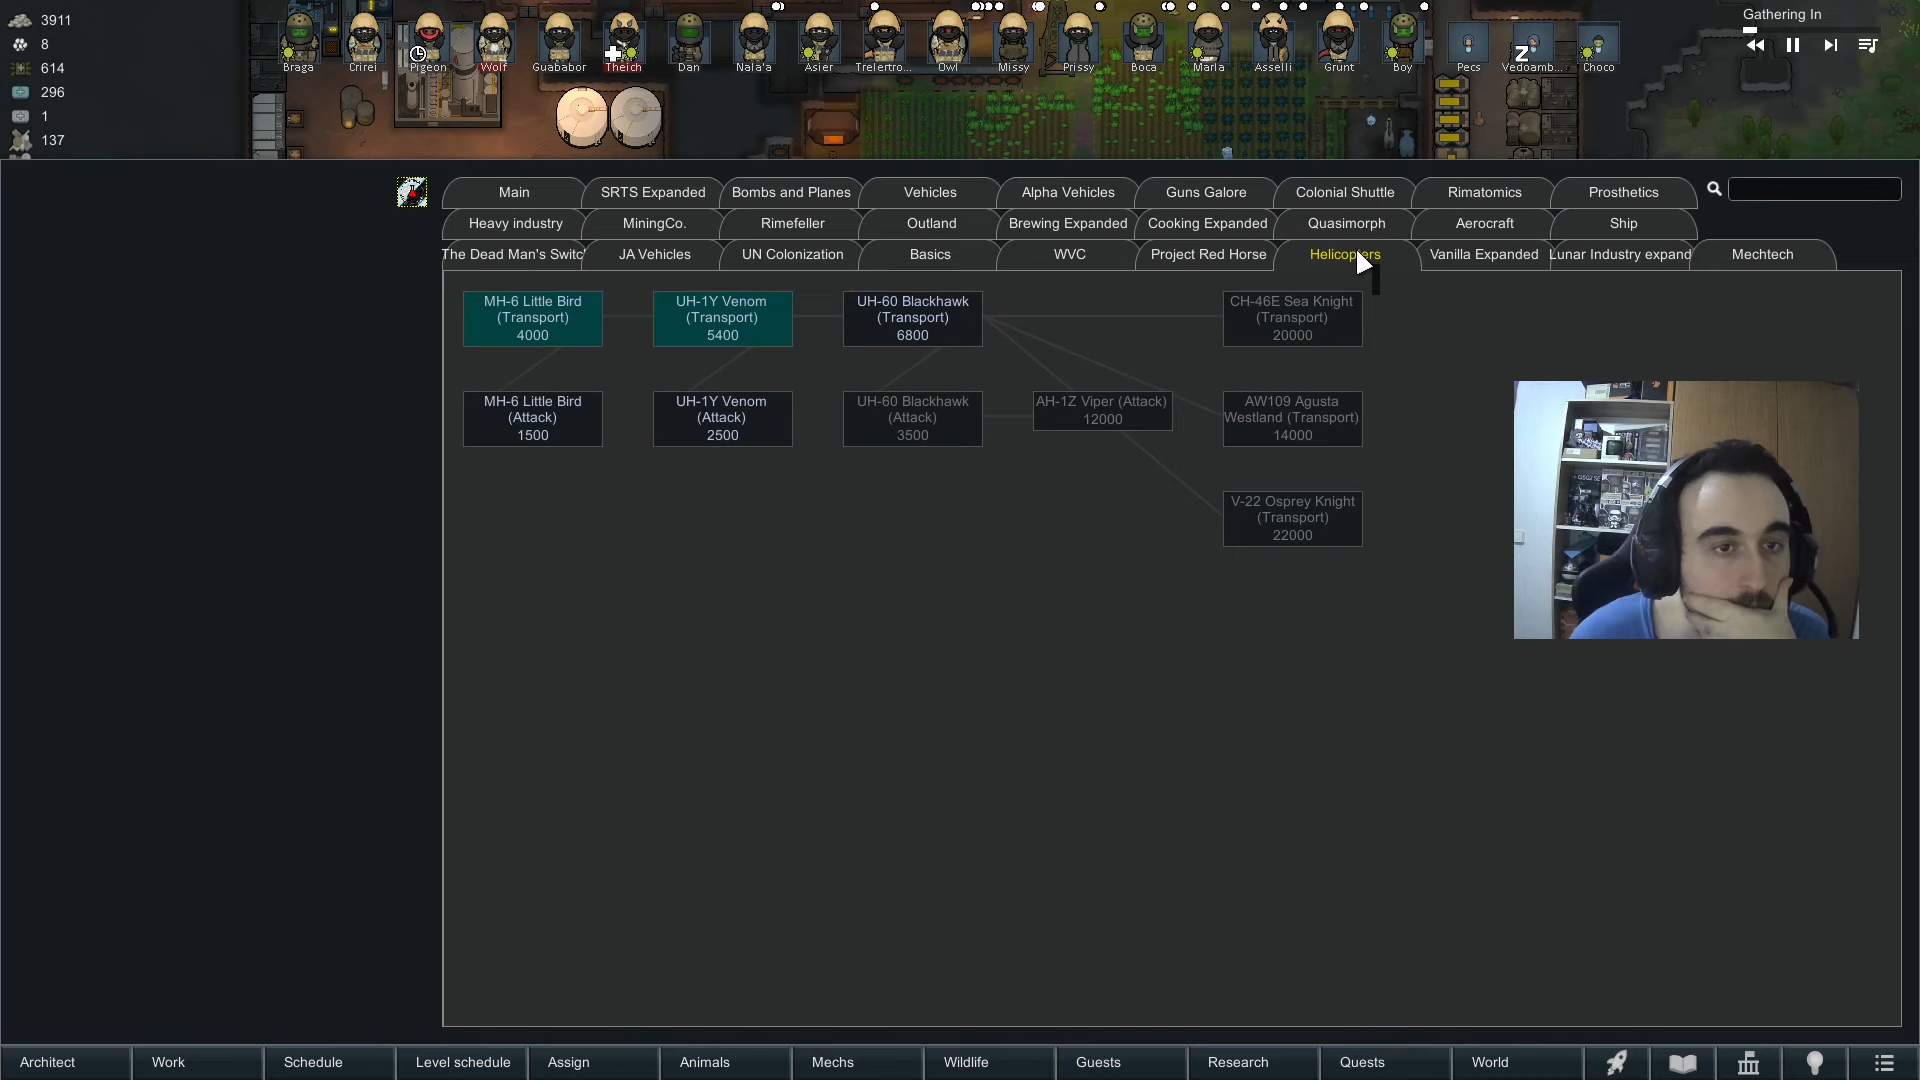 3911
8
614
296
1
137
Braga
Crirei
Pigeon
Wolf
Guababor
Theich
Dan
Nal'a
Asier
Trelertro...
Owl
Missy
Prissy
Boca
Marla
Asselli
Grunt
Boy
Pecs
Z
Vedoamb...
Choco
Gathering In
Main
SRTS Expanded
Bombs and Planes
Vehicles
Alpha Vehicles
Guns Galore
Colonial Shuttle
Rimatomics
Prosthetics
Heavy industry
MiningCo.
Rimefeller
Outland
Brewing Expanded
Cooking Expanded
Quasimorph
Aerocraft
Ship
The Dead Man's Switc
JA Vehicles
UN Colonization
Basics
WVC
Project Red Horse
Helicopters
Vanilla Expanded
Lunar Industry expand
Mechtech
MH-6 Little Bird
(Transport)
4000
UH-1Y Venom
(Transport)
5400
UH-60 Blackhawk
(Transport)
6800
CH-46E Sea Knight
(Transport)
20000
MH-6 Little Bird
(Attack)
1500
UH-1Y Venom
(Attack)
2500
UH-60 Blackhawk
(Attack)
3500
AH-1Z Viper (Attack)
12000
AW109 Agusta
Westland (Transport)
14000
V-22 Osprey Knight
(Transport)
22000
Architect
Work
Schedule
Level schedule
Assign
Animals
Mechs
Wildlife
Guests
Research
Quests
World